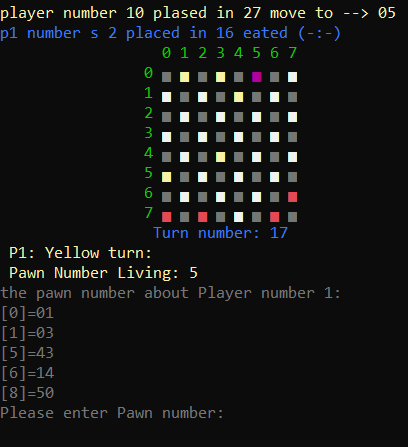 player number 10 plased in 27 move to --> 05
p1 number s 2 placed in 16 eated (-:-)
0 1 2 3 4 5 6 7
0
1
2
3
4
5
6
7
Turn number: 17
P1: Yellow turn:
Pawn Number Living: 5
the pawn number about Player number 1:
[0]=01
[1]=03
[5]=43
[6]=14
[8]=50
Please enter Pawn number: